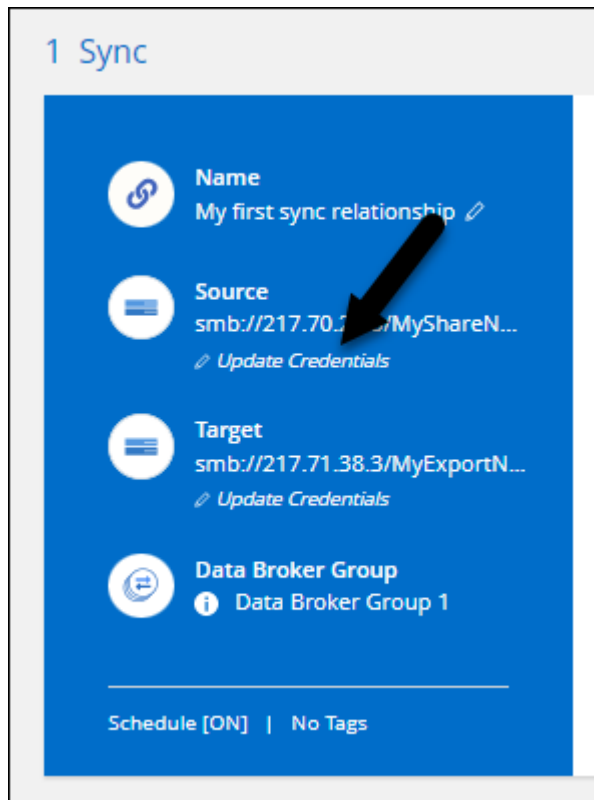 1 Sync
Name
My first sync relationship
Source
smb://217.70.2 /MyShareN...
Update Credentials
Target
smb://217.71.38.3/MyExportN...
Update Credentials
Data Broker Group
Data Broker Group 1
Schedule [ON] | No Tags